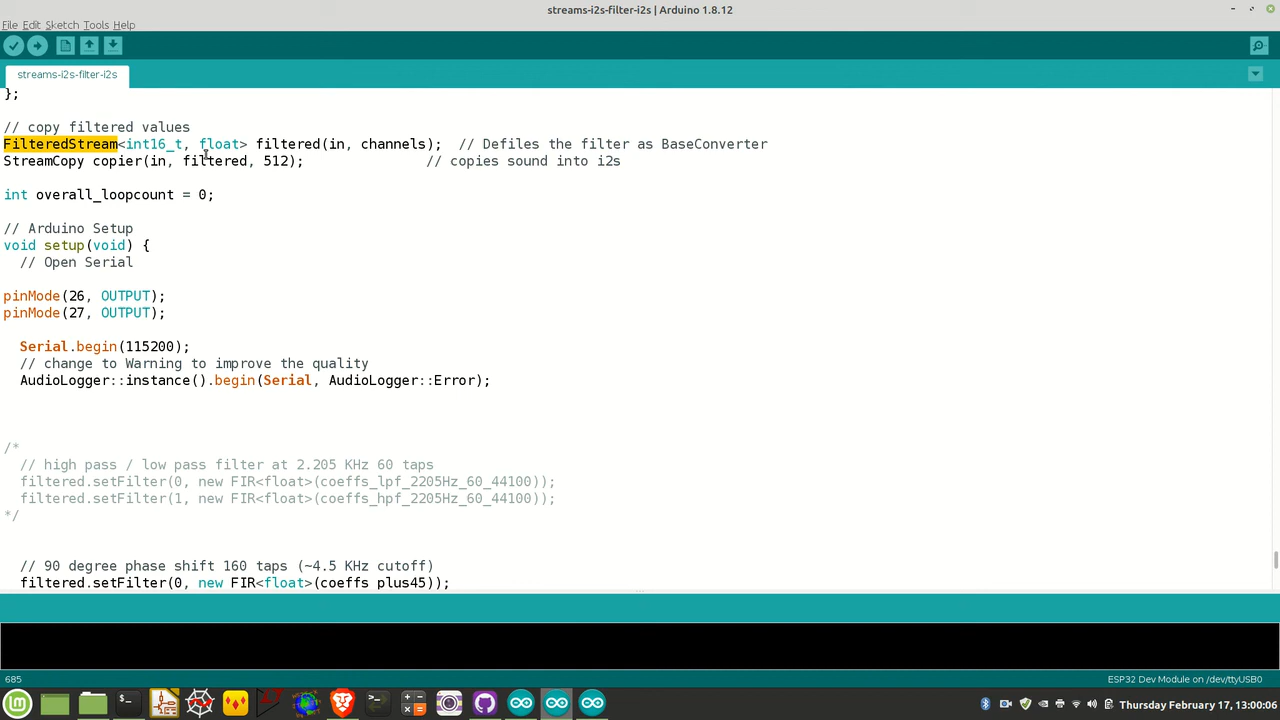 streams-i2s-filter-i2s | Arduino 1.8.12
File Edit Sketch Tools Help
streams-i2s-filter-i2s
};
// copy filtered values
FilteredStream<int16_t, float> filtered(in, channels);  // Defiles the filter as BaseConverter
StreamCopy copier(in, filtered, 512);               // copies sound into i2s
int overall_loopcount = 0;
// Arduino Setup
void setup(void) {
  // Open Serial
pinMode(26, OUTPUT);
pinMode(27, OUTPUT);
  Serial.begin(115200);
  // change to Warning to improve the quality
  AudioLogger::instance().begin(Serial, AudioLogger::Error);
/*
  // high pass / low pass filter at 2.205 KHz 60 taps
  filtered.setFilter(0, new FIR<float>(coeffs_lpf_2205Hz_60_44100));
  filtered.setFilter(1, new FIR<float>(coeffs_hpf_2205Hz_60_44100));
*/
  // 90 degree phase shift 160 taps (~4.5 KHz cutoff)
  filtered.setFilter(0, new FIR<float>(coeffs_plus45));
685
ESP32 Dev Module on /dev/ttyUSB0
Thursday February 17, 13:00:06